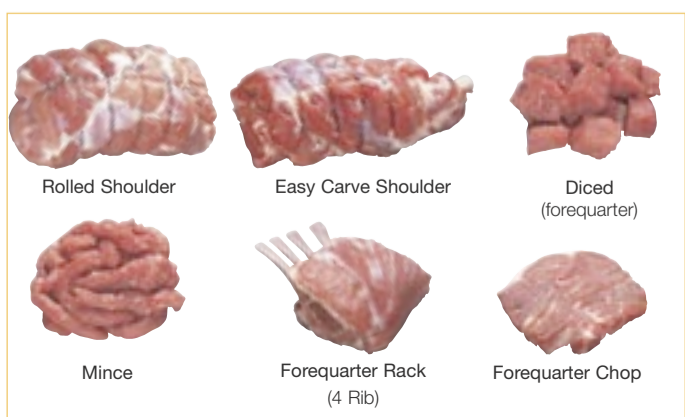 Rolled Shoulder
Easy Carve Shoulder
Diced
(forequarter)
Mince
Forequarter Rack
(4 Rib)
Forequarter Chop